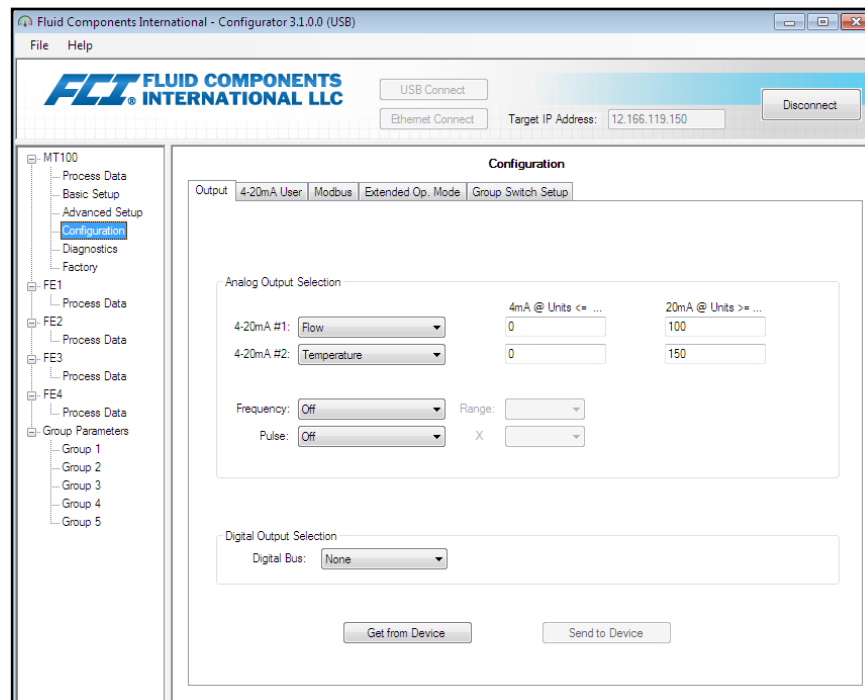 Fluid Components International - Configurator 3.1.0.0 (USB)
File Help
FCI FLUID COMPONENTS
® INTERNATIONAL LLC
USB Connect
Ethernet Connect Target IP Address: 12.166.119.150
Disconnect
MT100
Process Data
Basic Setup
Advanced Setup
Configuration
Diagnostics
Factory
FE1
Process Data
FE2
Process Data
FE3
Process Data
FE4
Process Data
Group Parameters
Group 1
Group 2
Group 3
Group 4
Group 5
Configuration
Output 4-20mA User Modbus Extended Op. Mode Group Switch Setup
Analog Output Selection
4mA @ Units <= ... 20mA @ Units >= ...
4-20mA #1: Flow 0 100
4-20mA #2: Temperature 0 150
Frequency: Off Range:
Pulse: Off X
Digital Output Selection
Digital Bus: None
Get from Device Send to Device